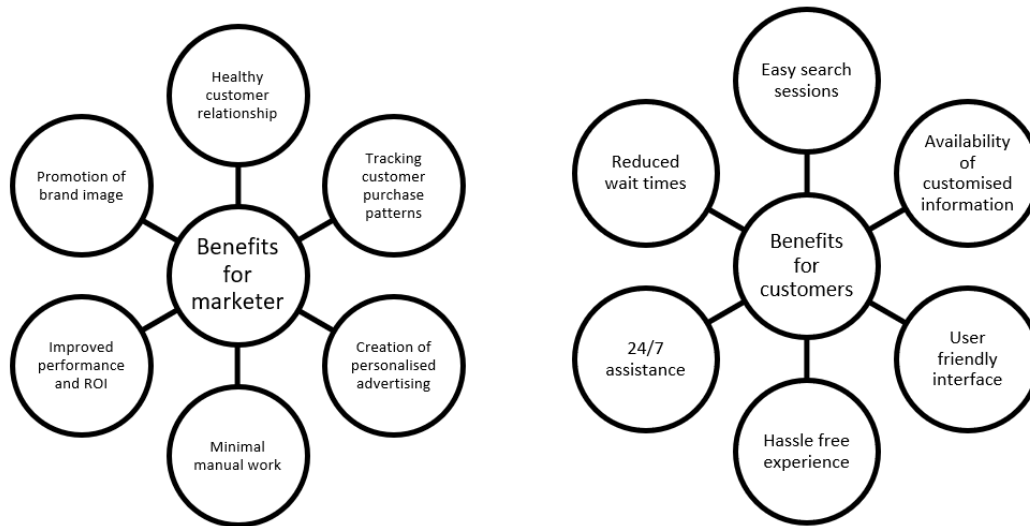 Healthy
customer
relationship
Promotion of
brand image
Tracking
customer
purchase
patterns
Benefits
for
marketer
Improved
performance
and ROI
Creation of
personalised
advertising
Minimal
manual work
Easy search
sessions
Reduced
wait times
Availability
of
customised
information
Benefits
for
customers
24/7
assistance
User
friendly
interface
Hassle free
experience